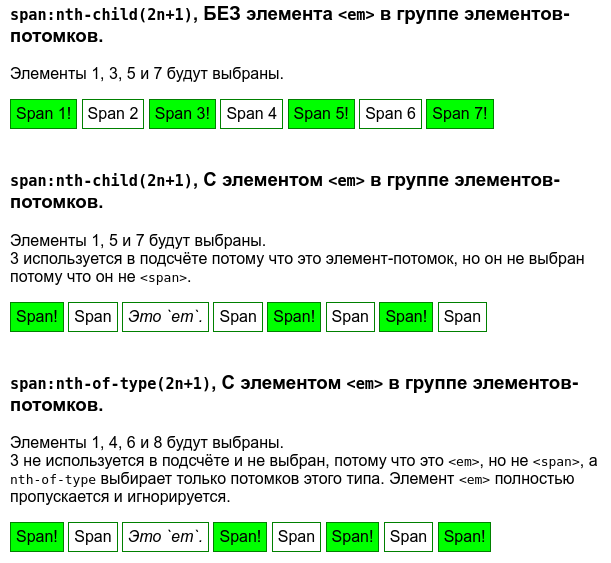 span:nth-child(2n+1), БЕЗ элемента <em> в группе элементов-
потомков.
Элементы 1, 3, 5 и 7 будут выбраны.
Span 1! Span 2 Span 3! Span 4 Span 5! Span 6 Span 7!
span:nth-child(2n+1), С элементом <em> в группе элементов-
потомков.
Элементы 1, 5 и 7 будут выбраны.
3 используется в подсчёте потому что это элемент-потомок, но он не выбран
потому что он не <span>.
Span! Span Это `em`. Span Span! Span Span! Span
span:nth-of-type(2n+1), С элементом <em> в группе элементов-
потомков.
Элементы 1, 4, 6 и 8 будут выбраны.
3 не используется в подсчёте и не выбран, потому что это <em>, но не <span>, а
nth-of-type выбирает только потомков этого типа. Элемент <em> полностью
пропускается и игнорируется.
Span! Span Это `em`. Span! Span Span! Span Span!